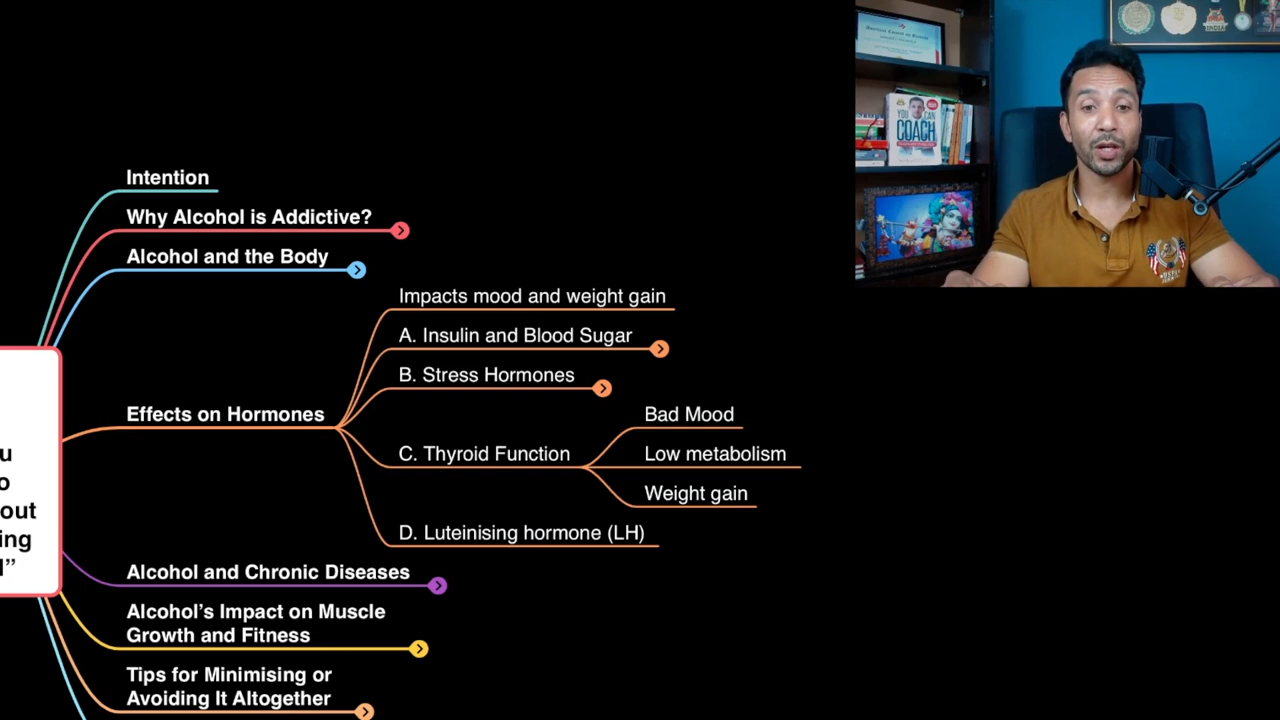 YOU CAN
COACH
Intention
Why Alcohol is Addictive?
Alcohol and the Body
Impacts mood and weight gain
A. Insulin and Blood Sugar
B. Stress Hormones
Effects on Hormones
Bad Mood
C. Thyroid Function
Low metabolism
Weight gain
D. Luteinising hormone (LH)
u
o
out
ing
l”
Alcohol and Chronic Diseases
Alcohol’s Impact on Muscle
Growth and Fitness
Tips for Minimising or
Avoiding It Altogether